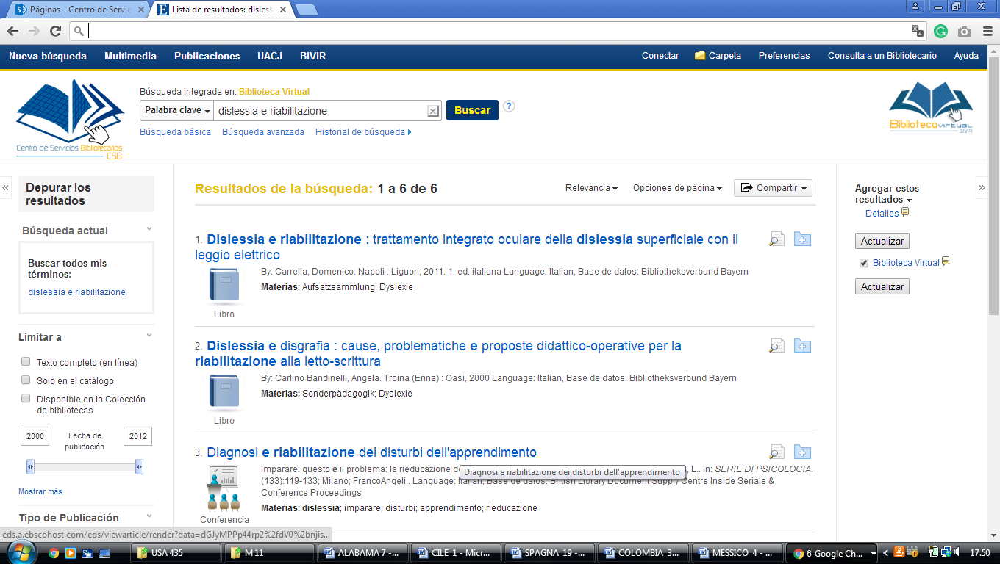 Páginas - Centro de Servic
Lista de resultados: disless
Nueva búsqueda Multimedia Publicaciones UACJ BIVIR Conectar Carpeta Preferencias Consulta a un Bibliotecario Ayuda
Búsqueda integrada en: Biblioteca Virtual
Palabra clave dislessia e riabilitazione Buscar ?
Búsqueda básica Búsqueda avanzada Historial de búsqueda
Centro de Servicios Bibliotecarios
CSB
Biblioteca virtual
BIVIR
Depurar los
resultados
Búsqueda actual
Buscar todos mis
términos:
dislessia e riabilitazione
Limitar a
Texto completo (en línea)
Solo en el catálogo
Disponible en la Colección
de bibliotecas
2000 Fecha de 2012
publicación
Mostrar más
Tipo de Publicación
Resultados de la búsqueda: 1 a 6 de 6
Relevancia Opciones de página Compartir
1. Dislessia e riabilitazione : trattamento integrato oculare della dislessia superficiale con il
leggio elettrico
By: Carrella, Domenico. Napoli : Liguori, 2011. 1. ed. italiana Language: Italian, Base de datos: Bibliotheksverbund Bayern
Materias: Aufsatzsammlung; Dyslexie
Libro
2. Dislessia e disgrafia : cause, problematiche e proposte didattico-operative per la
riabilitazione alla letto-scrittura
By: Carlino Bandinelli, Angela. Troina (Enna) : Oasi, 2000 Language: Italian, Base de datos: Bibliotheksverbund Bayern
Materias: Sonderpädagogik; Dyslexie
Libro
3. Diagnosi e riabilitazione dei disturbi dell'apprendimento
Imparare: questo e il problema: la rieducazione de
Diagnosi e riabilitazione dei disturbi dell'apprendimento
, L.. In: SERIE DI PSICOLOGIA.
(133):119-133; Milano; FrancoAngeli,. Language: Italian, Base de datos: British Library Document Supply Centre Inside Serials &
Conference Proceedings
Materias: dislessia; imparare; disturbi; apprendimento; rieducazione
Conferencia
Agregar estos
resultados
Detalles
Actualizar
Biblioteca Virtual
Actualizar
eds.a.ebscohost.com/eds/viewarticle/render?data=dGJyMPPp44rp2%2fdV0%2bnjis...
USA 435 M 11 ALABAMA 7 -... CILE 1 - Micr... SPAGNA 19 -... COLOMBIA 3... MESSICO 4 - ... 6 Google Ch... 17.50